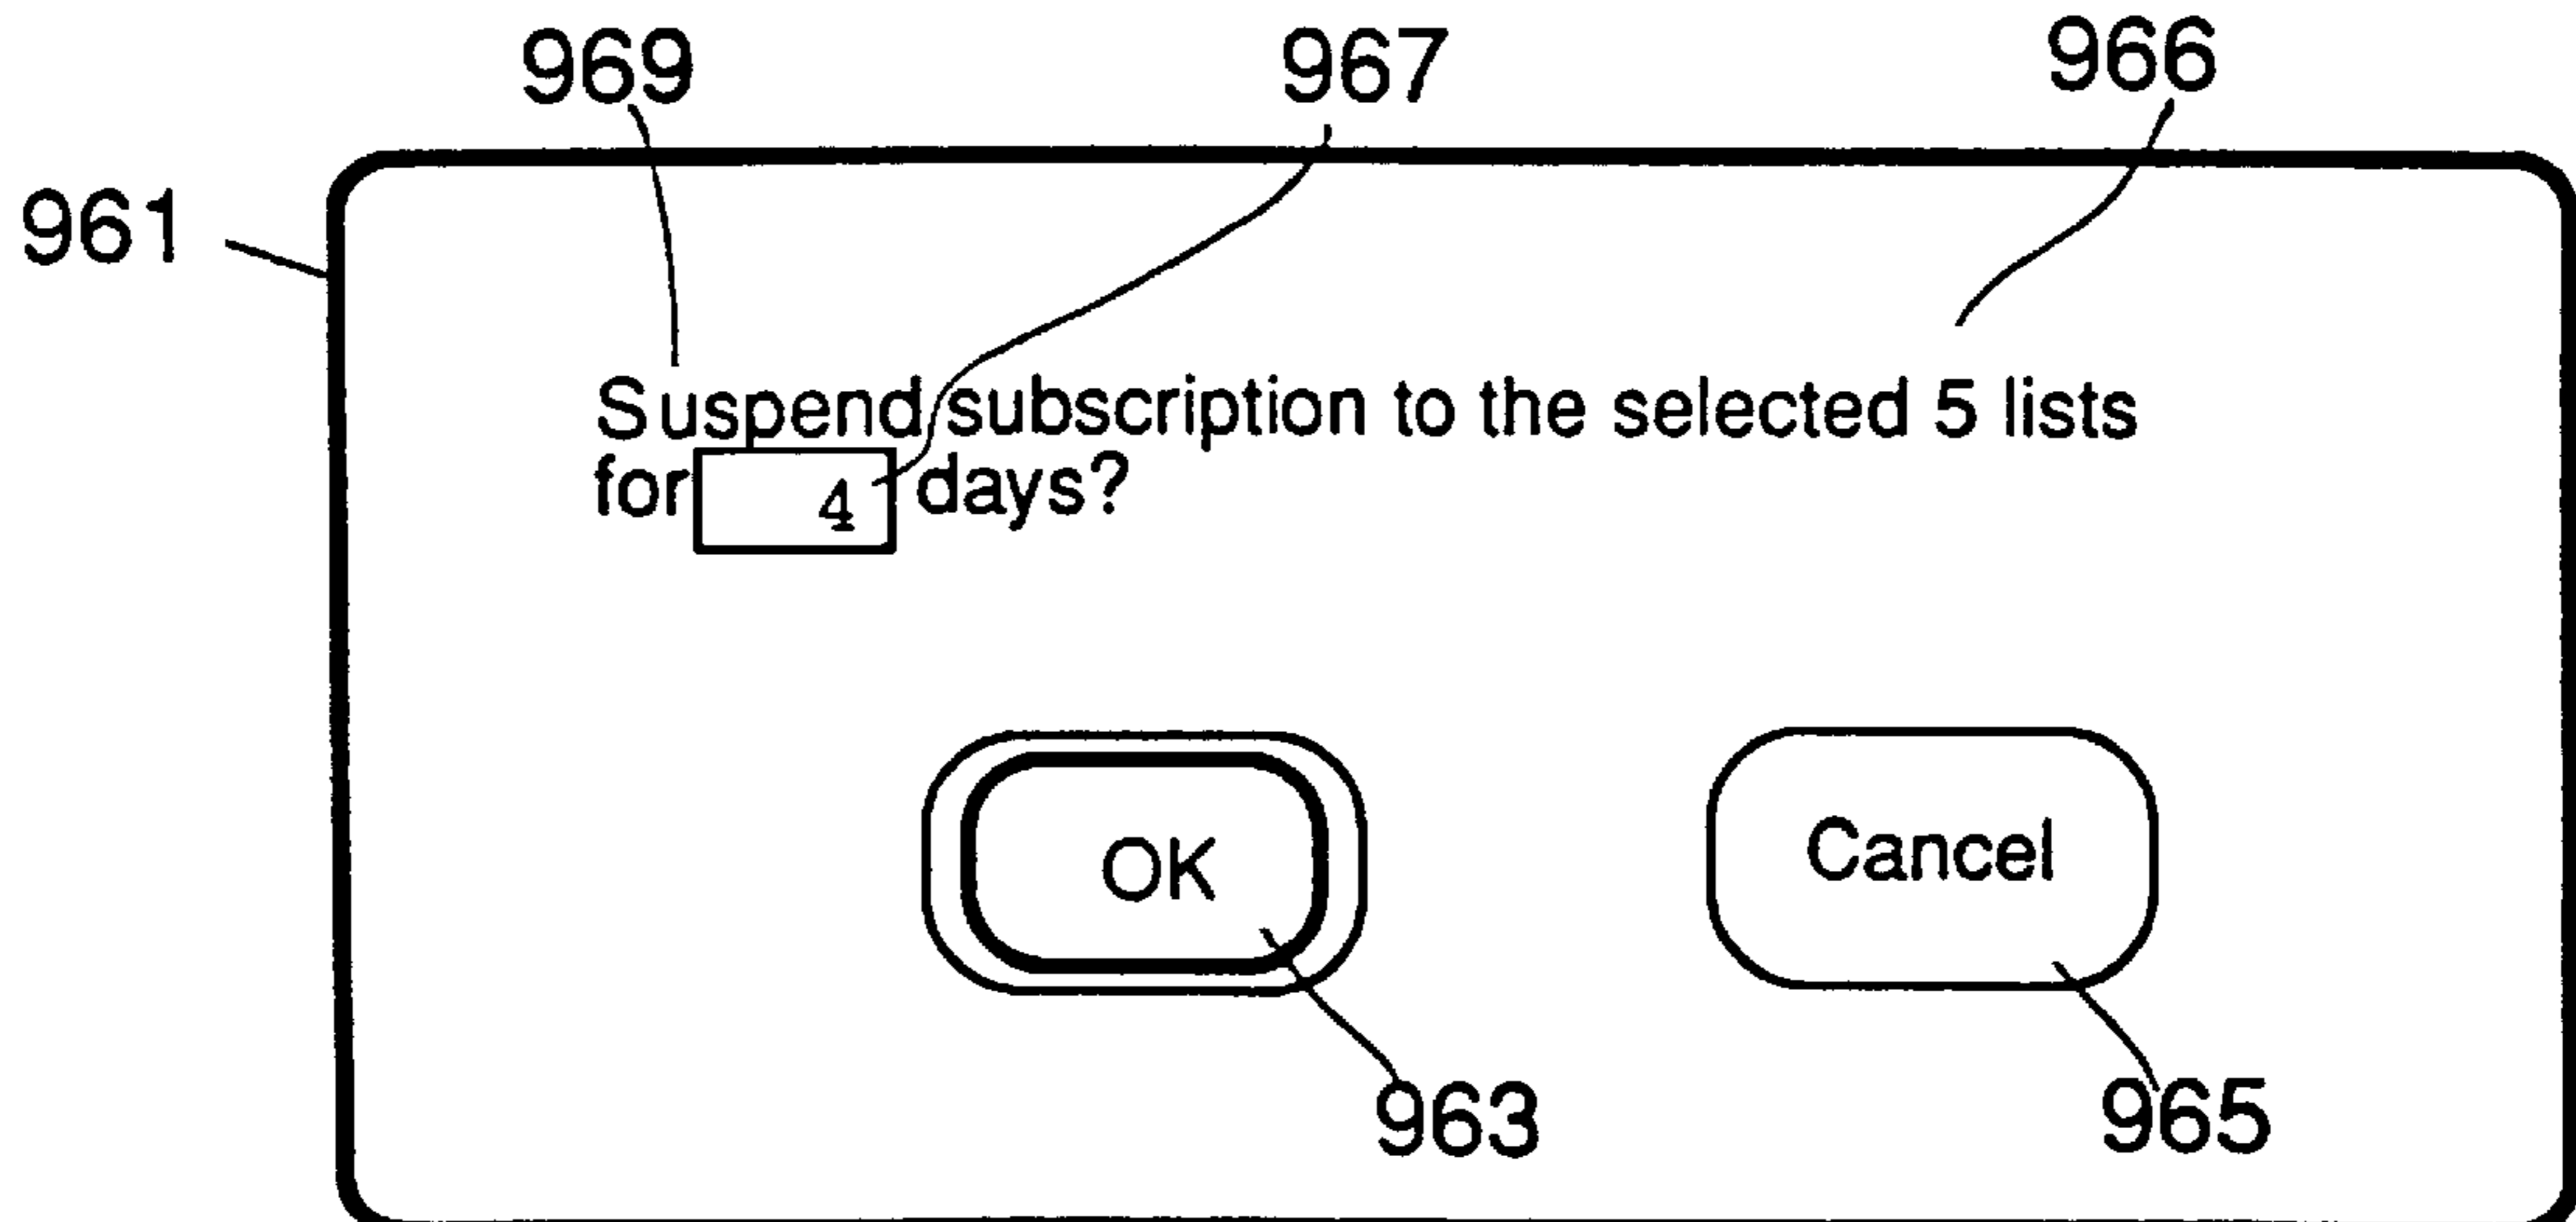 969 967 966
961
Suspend subscription to the selected 5 lists
for 4 days?
OK Cancel
963 965